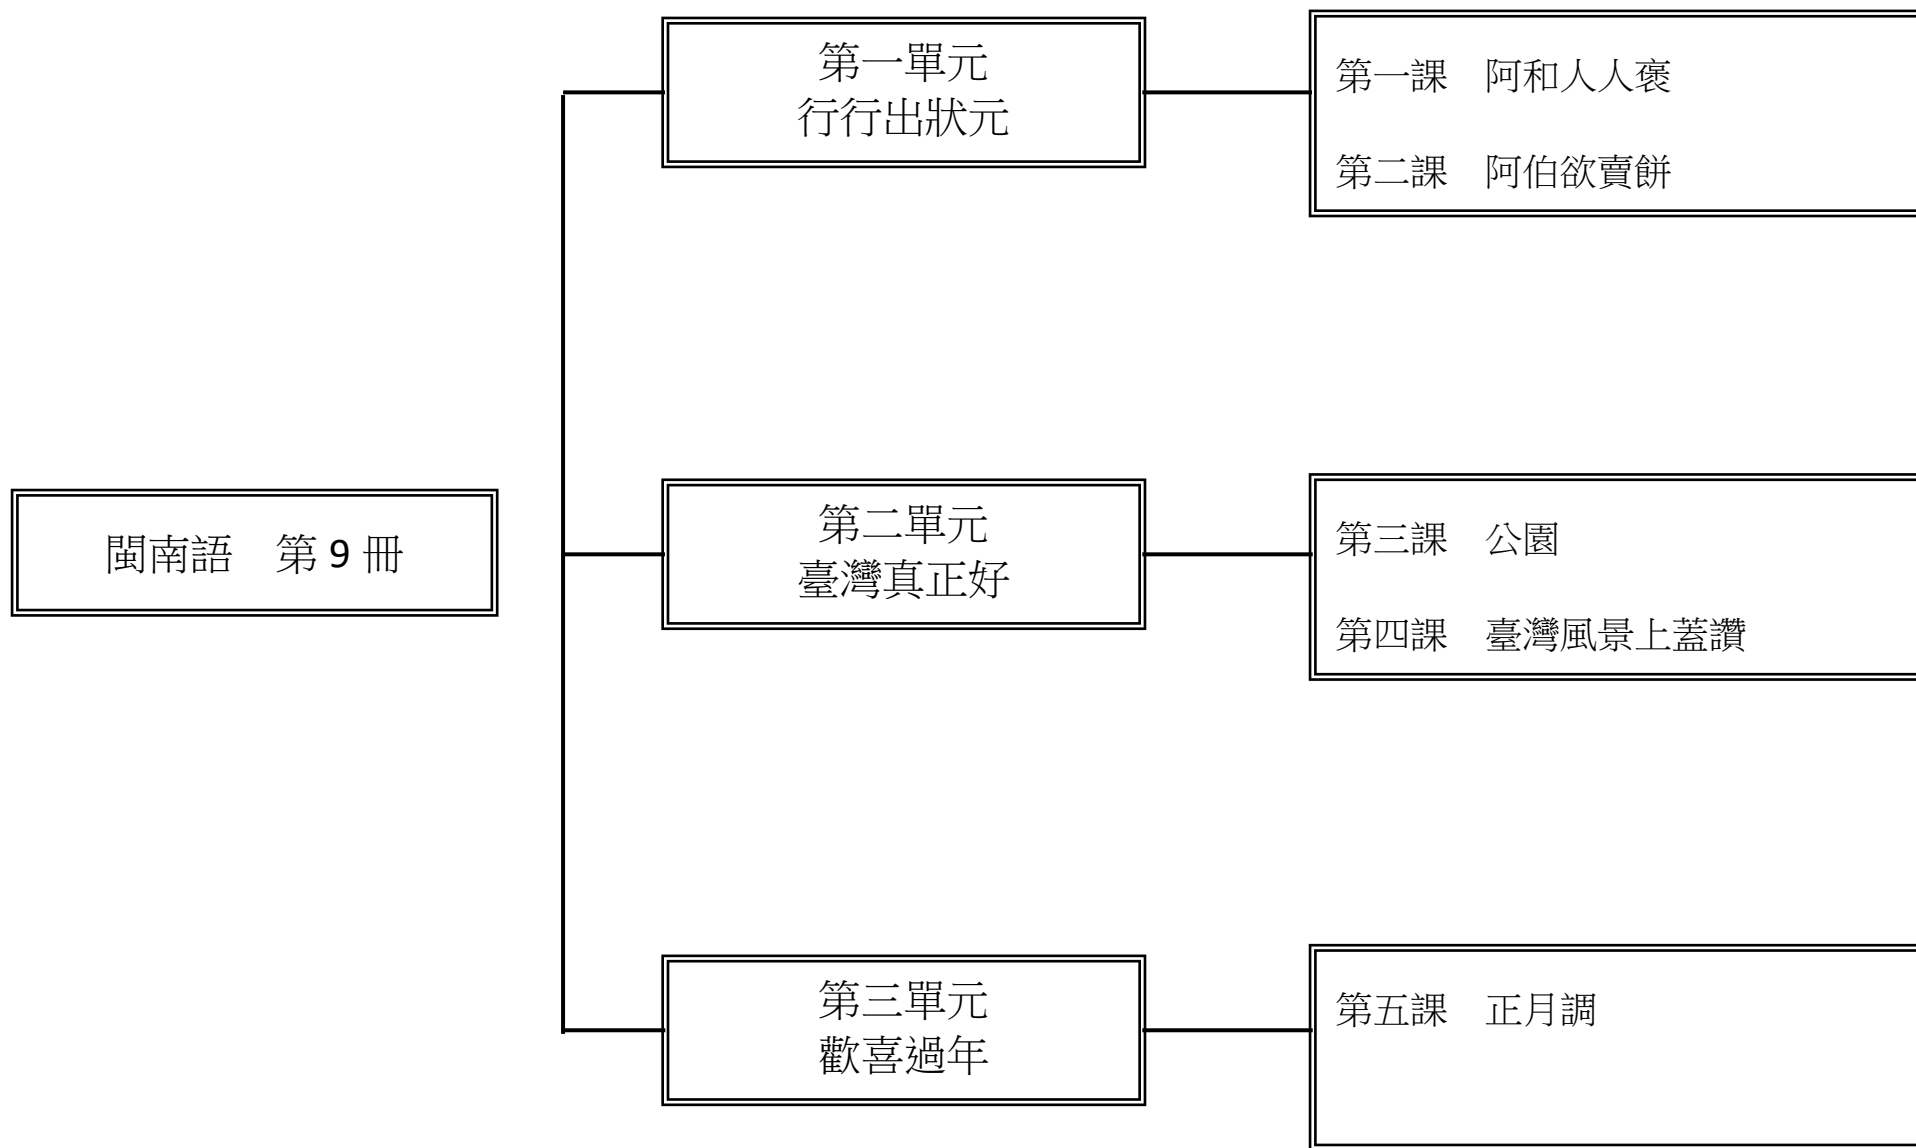 閩南語　第 9 冊
第一單元
行行出狀元
第一課　阿和人人褒
第二課　阿伯欲賣餅
第二單元
臺灣真正好
第三課　公園
第四課　臺灣風景上蓋讚
第三單元
歡喜過年
第五課　正月調